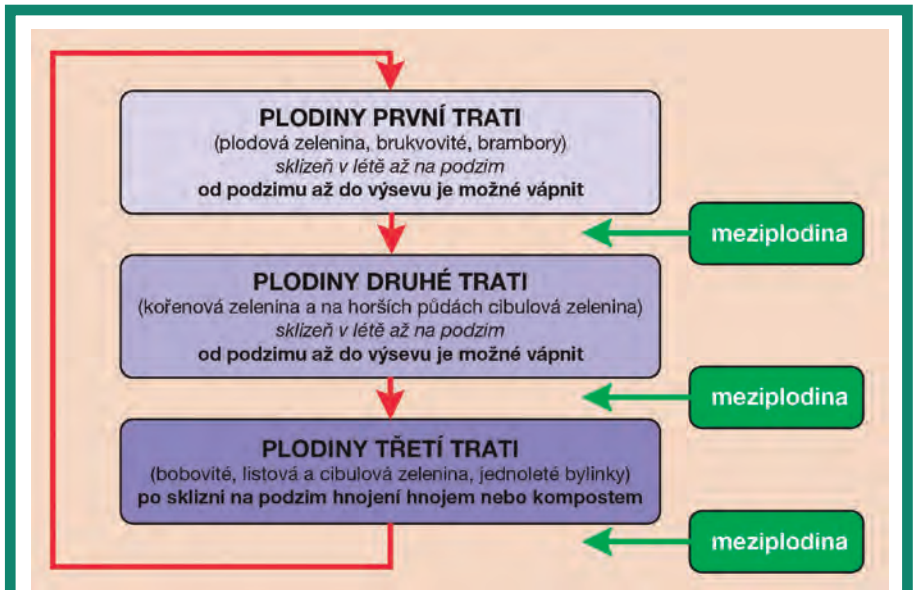 PLODINY PRVNÍ TRATI
(plodová zelenina, brukvovité, brambory)
sklizeň v létě až na podzim
od podzimu až do výsevu je možné vápnit
meziplodina
PLODINY DRUHÉ TRATI
(kořenová zelenina a na horších půdách cibulová zelenina)
sklizeň v létě až na podzim
od podzimu až do výsevu je možné vápnit
meziplodina
PLODINY TŘETÍ TRATI
(bobovité, listová a cibulová zelenina, jednoleté bylinky)
po sklizni na podzim hnojení hnojem nebo kompostem
meziplodina